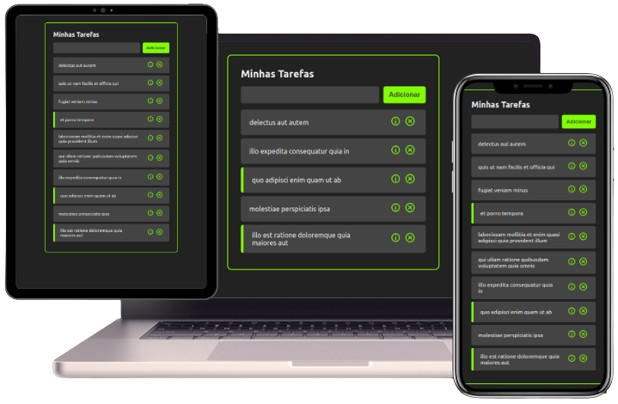 Minhas Tarefas
Adicionar
delectus aut autem
quis ut nam facilis et officia qui
fugiat veniam minus
et porro tempora
laboriosam mollitia et enim quasi adipisci
quia provident illum
qui ullam ratione quibusdam voluptatem
quia omnis
illo expedita consequatur quia in
quo adipisci enim quam ut ab
molestiae perspiciatis ipsa
illo est ratione doloremque quia
maiores aut
Minhas Tarefas
Adicionar
delectus aut autem
illo expedita consequatur quia in
quo adipisci enim quam ut ab
molestiae perspiciatis ipsa
illo est ratione doloremque quia
maiores aut
Minhas Tarefas
Adicionar
delectus aut autem
quis ut nam facilis et officia qui
fugiat veniam minus
et porro tempora
laboriosam mollitia et enim quasi
adipisci quia provident illum
qui ullam ratione quibusdam
voluptatem quia omnis
illo expedita consequatur quia
in
quo adipisci enim quam ut ab
molestiae perspiciatis ipsa
illo est ratione doloremque quia
maiores aut